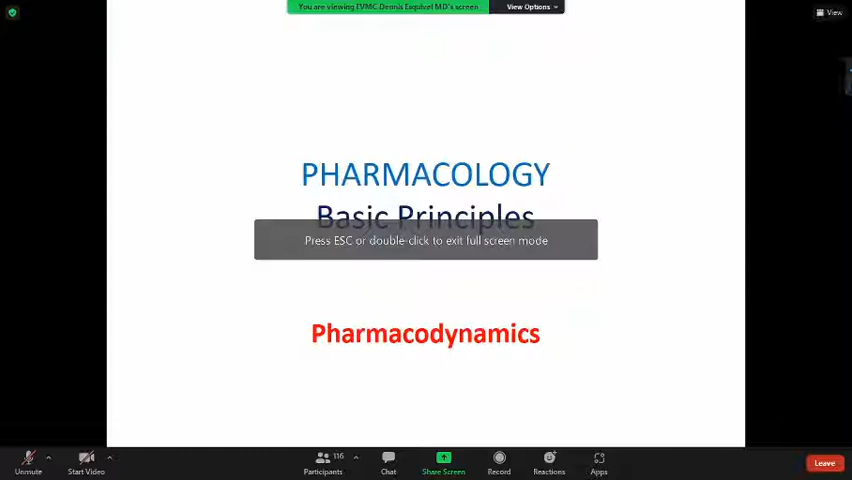 You are viewing EVMC-Dennis Esquivel MD's screen
View Options
View
PHARMACOLOGY
Basic Principles
Press ESC or double-click to exit full screen mode
Pharmacodynamics
Unmute
Start Video
116
Participants
Chat
Share Screen
Record
Reactions
Apps
Leave